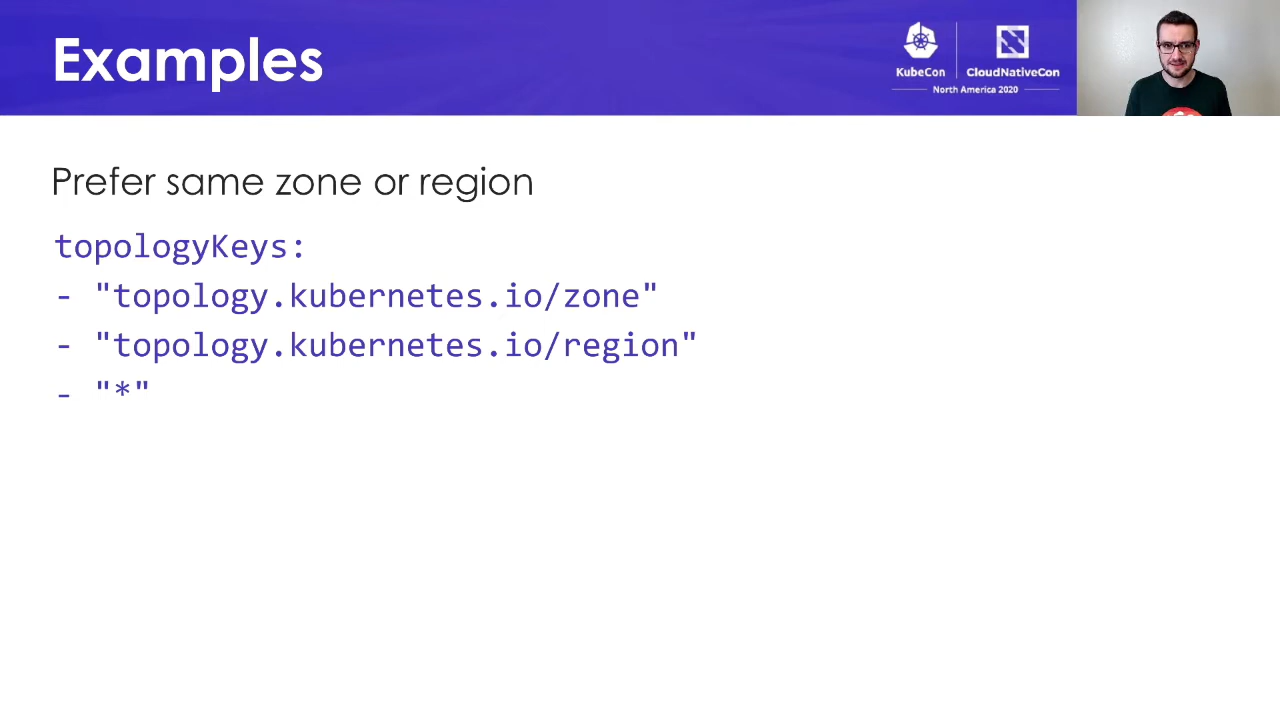 Examples
KubeCon
CloudNativeCon
North America 2020
Prefer same zone or region
topologyKeys:
- "topology.kubernetes.io/zone"
- "topology.kubernetes.io/region"
- "*"